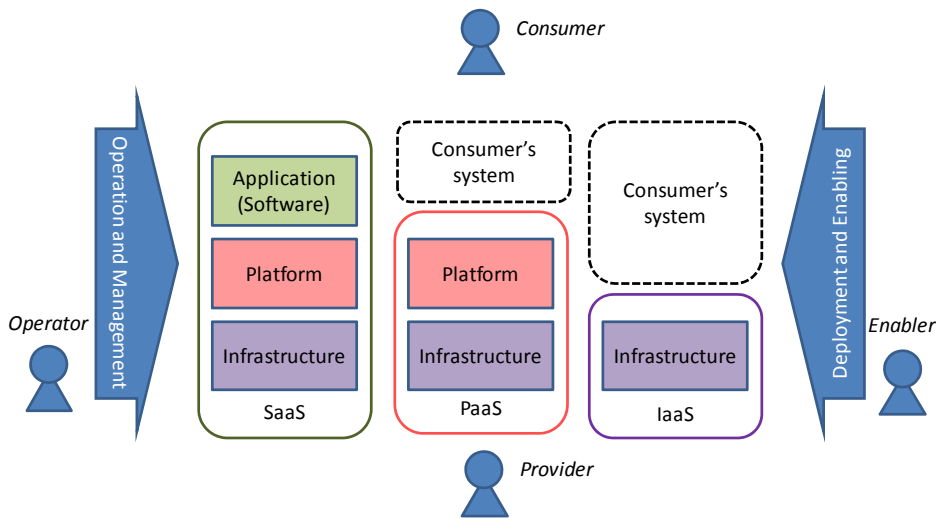 Consumer
Operation and Management
Application
(Software)
Platform
Infrastructure
SaaS
Consumer’s
system
Platform
Infrastructure
PaaS
Consumer’s
system
Infrastructure
IaaS
Deployment and Enabling
Operator
Enabler
Provider